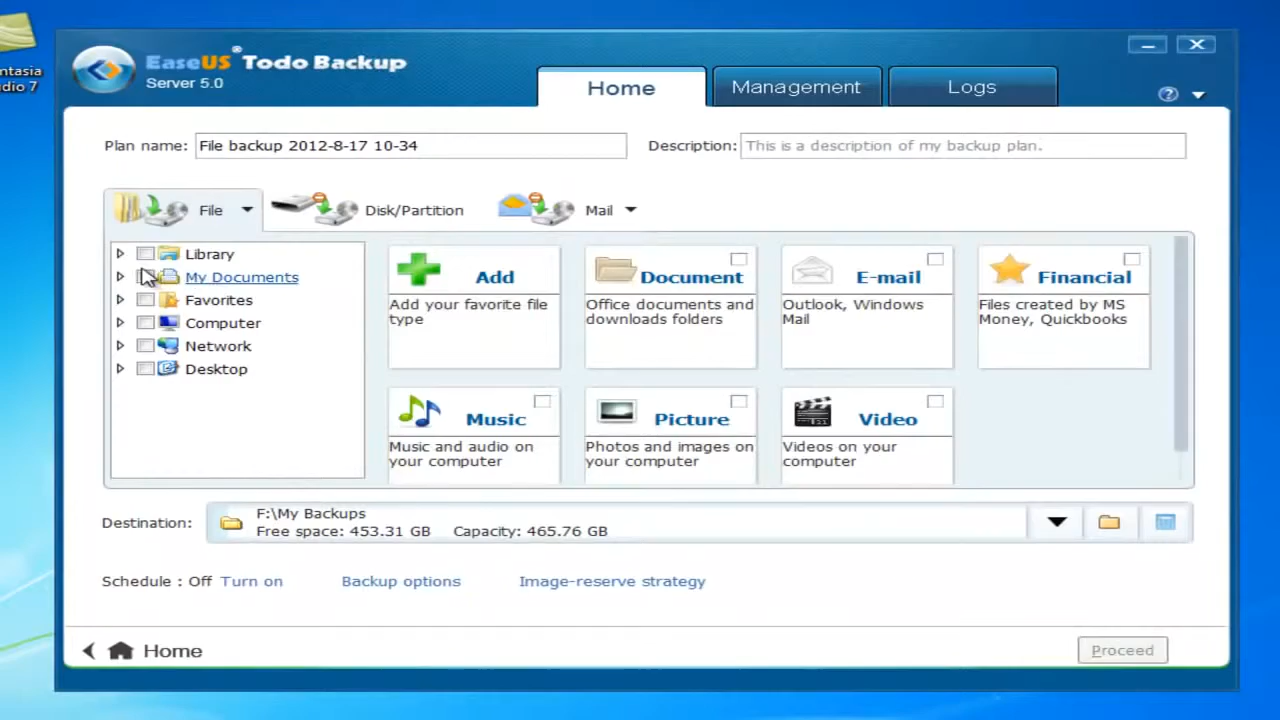 EaseUS® Todo Backup
Server 5.0
Home
Management
Logs
ntasia
dio 7
Plan name: File backup 2012-8-17 10-34
Description: This is a description of my backup plan.
File
Disk/Partition
Mail
Library
My Documents
Favorites
Computer
Network
Desktop
Add
Add your favorite file
type
Document
Office documents and
downloads folders
E-mail
Outlook, Windows
Mail
Financial
Files created by MS
Money, Quickbooks
Music
Music and audio on
your computer
Picture
Photos and images on
your computer
Video
Videos on your
computer
Destination:
F:\My Backups
Free space: 453.31 GB Capacity: 465.76 GB
Schedule : Off Turn on
Backup options
Image-reserve strategy
Home
Proceed